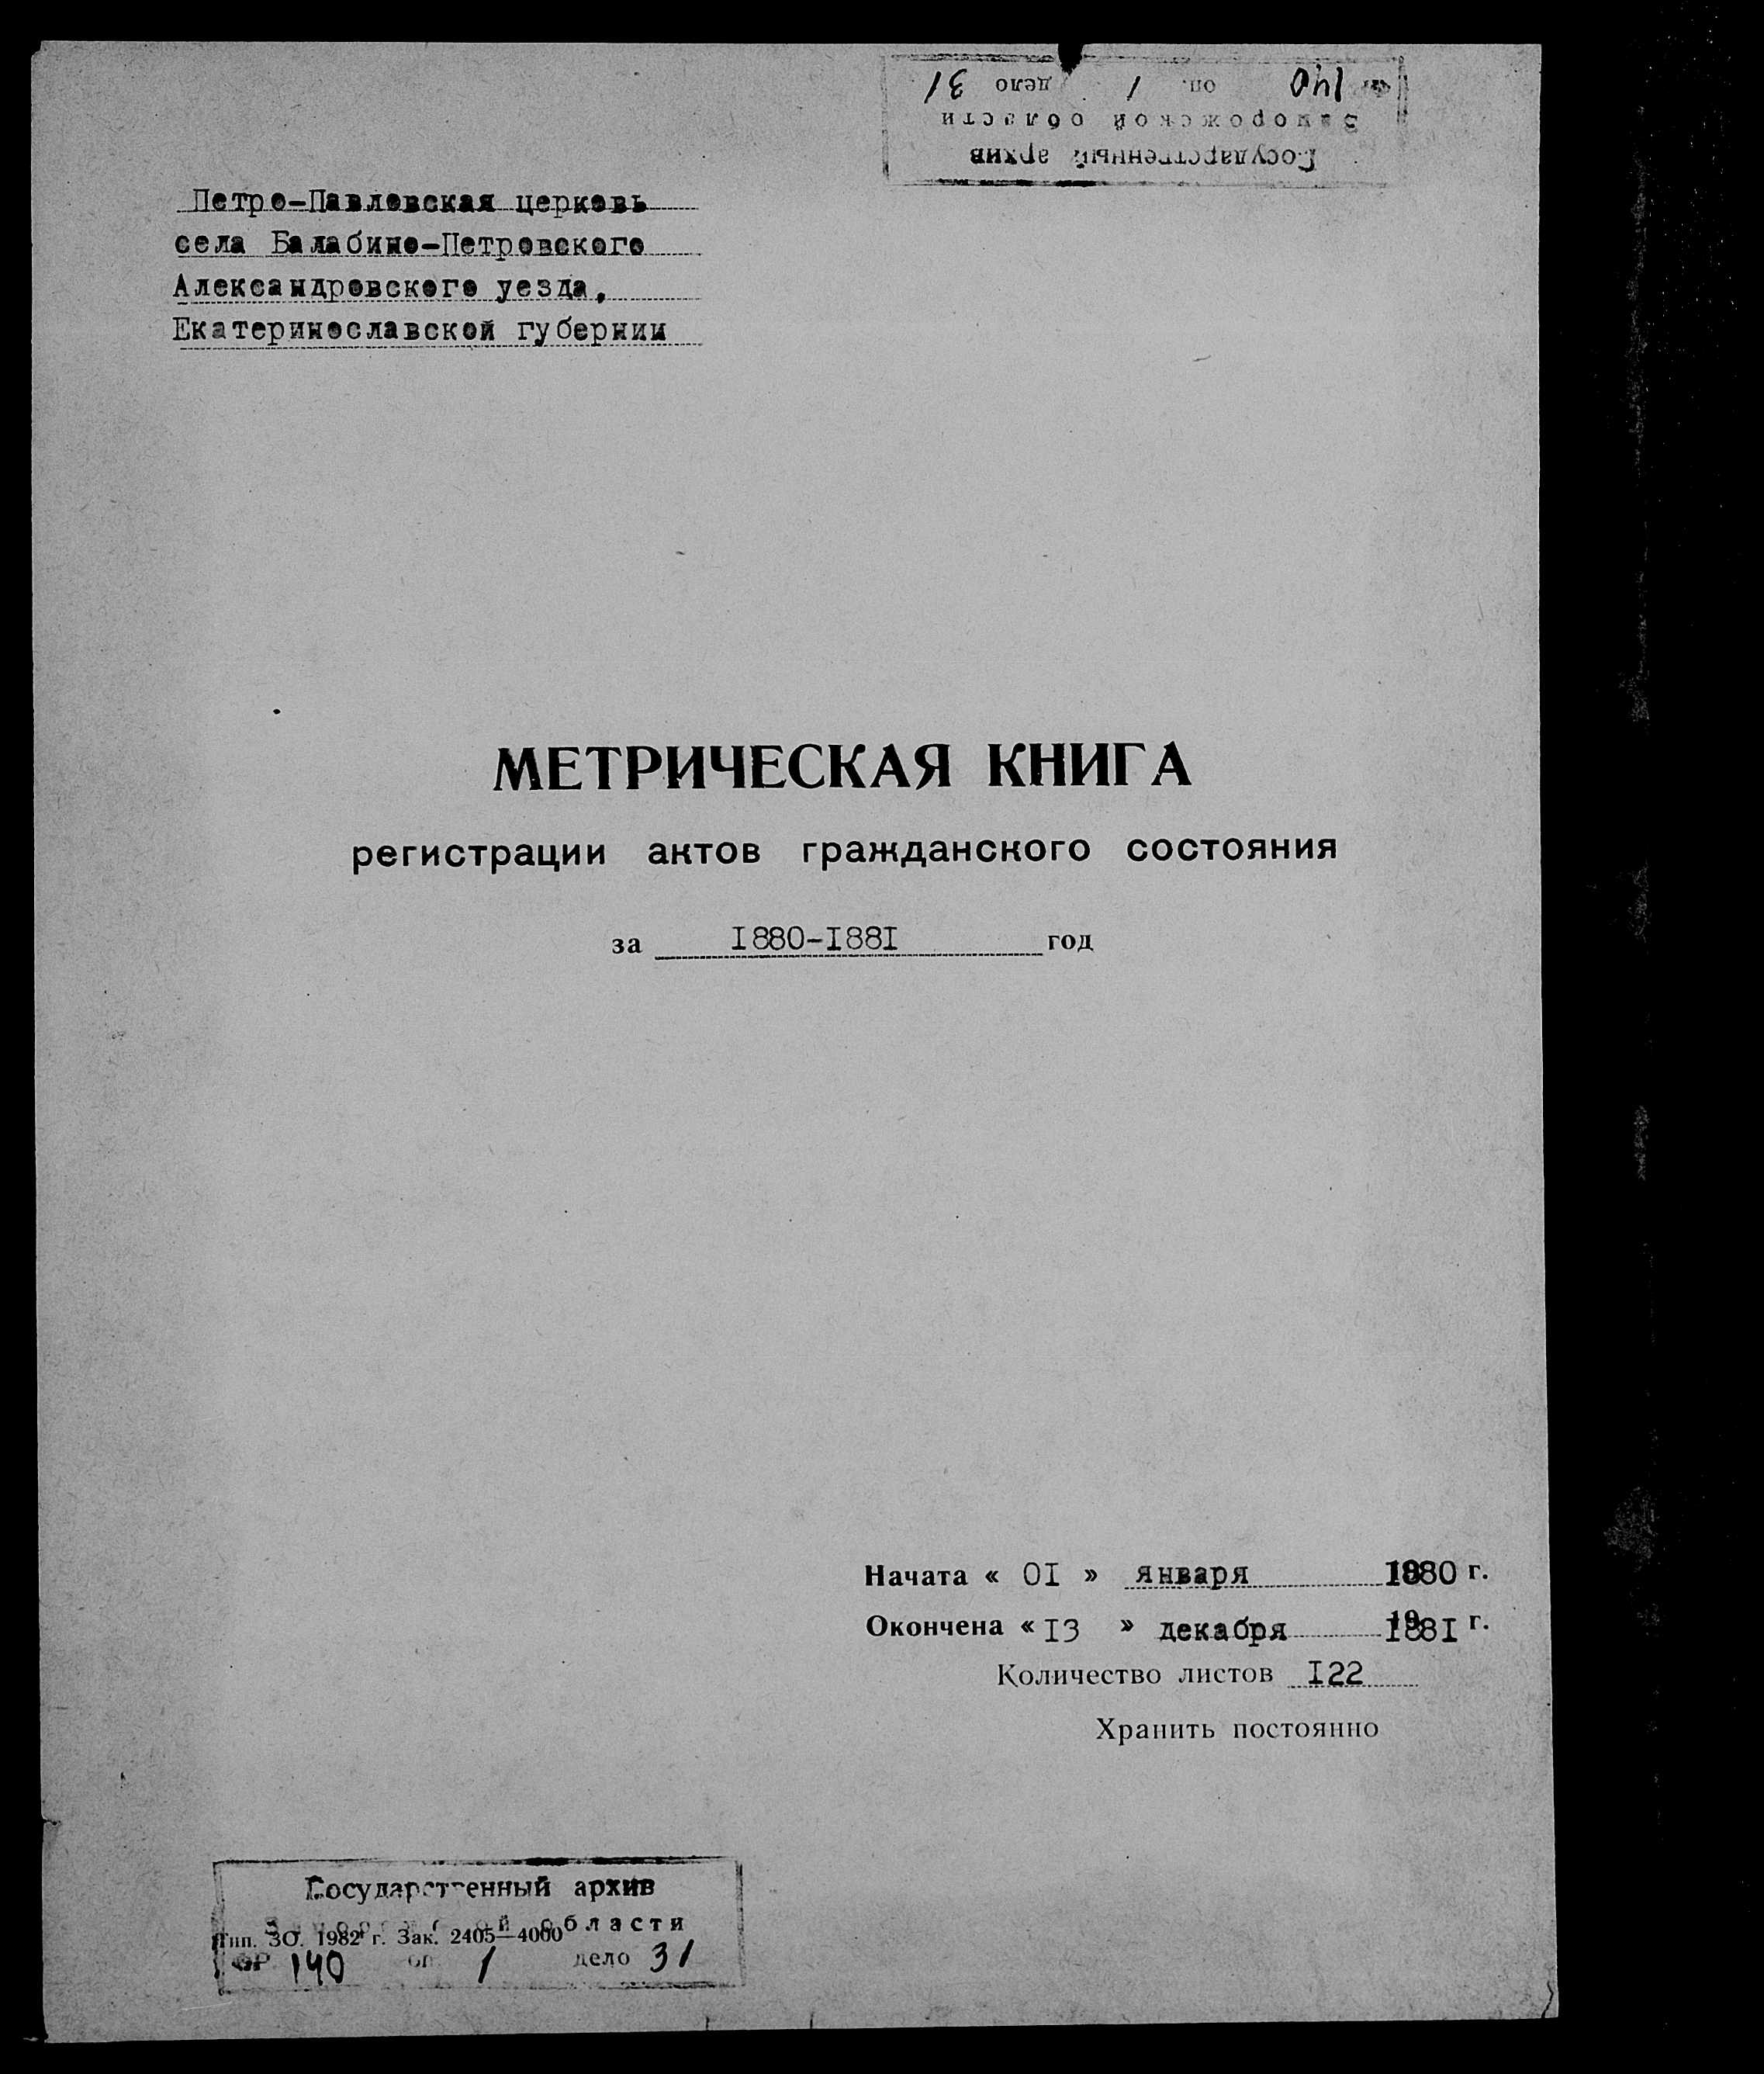 140 оп. 1 дело 31
Запорожской области
Государственный архив
Петро-Павловская церковь
села Балабино-Петровского
Александровского уезда,
Екатеринославской губернии
МЕТРИЧЕСКАЯ КНИГА
регистрации актов гражданского состояния
за 1880-1881 год
Начата « 01 » января 1880 г.
Окончена « 13 » декабря 1881 г.
Количество листов 122
Хранить постоянно
Государственный архив
области
Тип. ЗО. 1982 г. Зак. 2405—4000
140 оп 1 дело 31